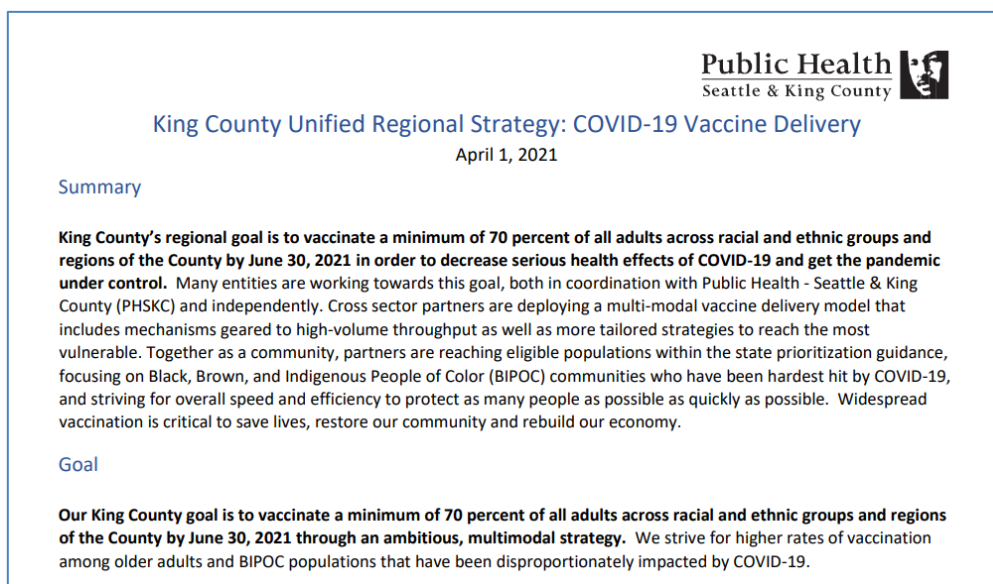 Public Health
Seattle & King County
King County Unified Regional Strategy: COVID-19 Vaccine Delivery
April 1, 2021
Summary
King County's regional goal is to vaccinate a minimum of 70 percent of all adults across racial and ethnic groups and
regions of the County by June 30, 2021 in order to decrease serious health effects of COVID-19 and get the pandemic
under control.  Many entities are working towards this goal, both in coordination with Public Health - Seattle & King
County (PHSKC) and independently. Cross sector partners are deploying a multi-modal vaccine delivery model that
includes mechanisms geared to high-volume throughput as well as more tailored strategies to reach the most
vulnerable. Together as a community, partners are reaching eligible populations within the state prioritization guidance,
focusing on Black, Brown, and Indigenous People of Color (BIPOC) communities who have been hardest hit by COVID-19,
and striving for overall speed and efficiency to protect as many people as possible as quickly as possible.  Widespread
vaccination is critical to save lives, restore our community and rebuild our economy.
Goal
Our King County goal is to vaccinate a minimum of 70 percent of all adults across racial and ethnic groups and regions
of the County by June 30, 2021 through an ambitious, multimodal strategy.  We strive for higher rates of vaccination
among older adults and BIPOC populations that have been disproportionately impacted by COVID-19.